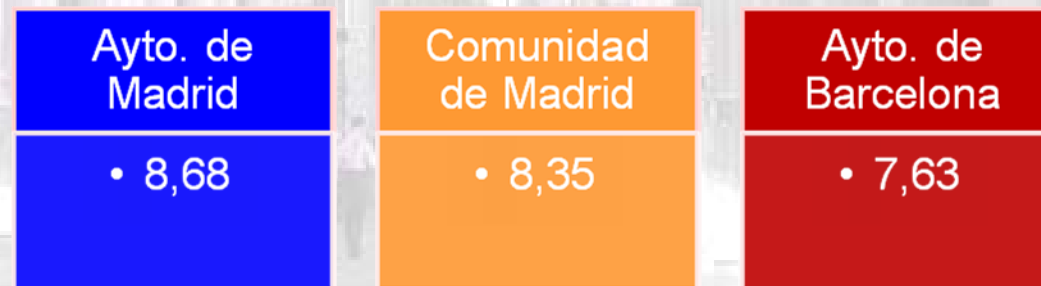 Ayto. de
Madrid
• 8,68
Comunidad
de Madrid
• 8,35
Ayto. de
Barcelona
• 7,63